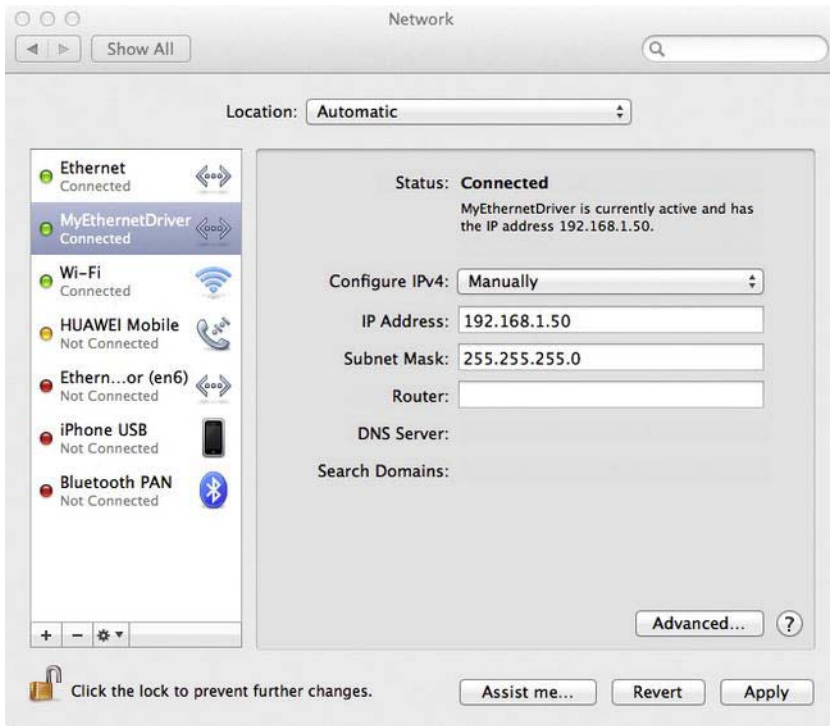 Network
Show All
Location: Automatic
Ethernet
Connected
MyEthernetDriver
Connected
Wi-Fi
Connected
HUAWEI Mobile
Not Connected
Ethern...or (en6)
Not Connected
iPhone USB
Not Connected
Bluetooth PAN
Not Connected
Status: Connected
MyEthernetDriver is currently active and has
the IP address 192.168.1.50.
Configure IPv4: Manually
IP Address: 192.168.1.50
Subnet Mask: 255.255.255.0
Router:
DNS Server:
Search Domains:
Advanced... ?
Click the lock to prevent further changes.
Assist me... Revert Apply